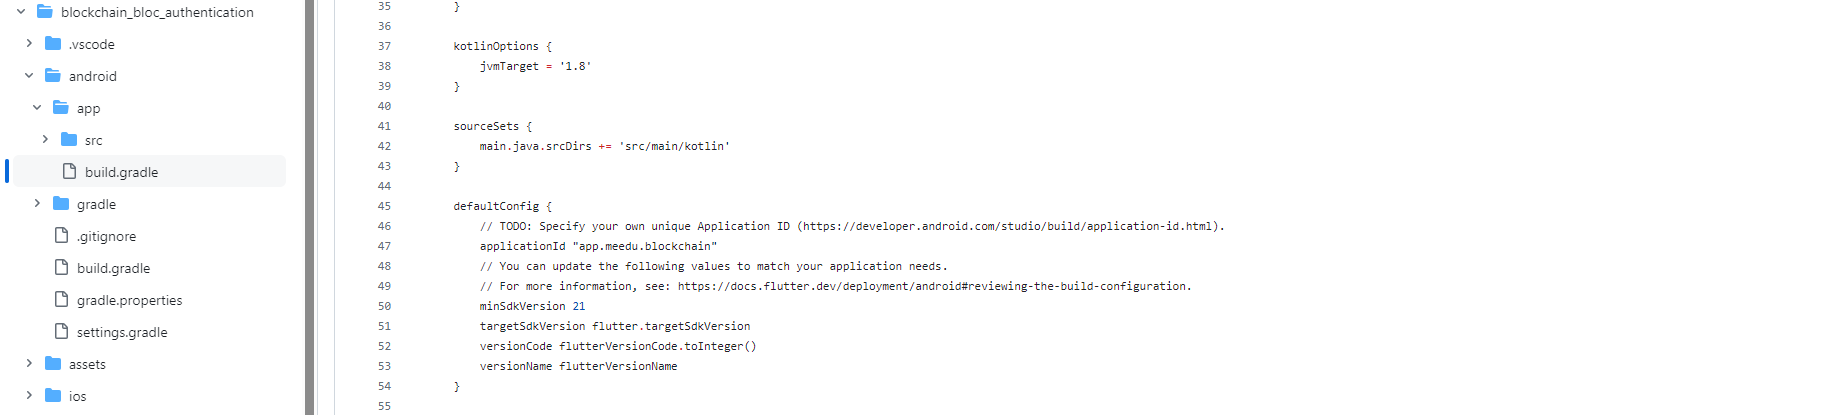 blockchain_bloc_authentication
.vscode
android
app
src
build.gradle
gradle
.gitignore
build.gradle
gradle.properties
settings.gradle
assets
ios
35 }
36
37 kotlinOptions {
38 jvmTarget = '1.8'
39 }
40
41 sourceSets {
42 main.java.srcDirs += 'src/main/kotlin'
43 }
44
45 defaultConfig {
46 // TODO: Specify your own unique Application ID (https://developer.android.com/studio/build/application-id.html).
47 applicationId "app.meedu.blockchain"
48 // You can update the following values to match your application needs.
49 // For more information, see: https://docs.flutter.dev/deployment/android#reviewing-the-build-configuration.
50 minSdkVersion 21
51 targetSdkVersion flutter.targetSdkVersion
52 versionCode flutterVersionCode.toInteger()
53 versionName flutterVersionName
54 }
55